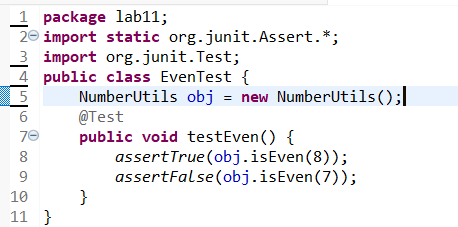 1 package lab11;
2 import static org.junit.Assert.*;
3 import org.junit.Test;
4 public class EvenTest {
5     NumberUtils obj = new NumberUtils();
6     @Test
7     public void testEven() {
8         assertTrue(obj.isEven(8));
9         assertFalse(obj.isEven(7));
10     }
11 }